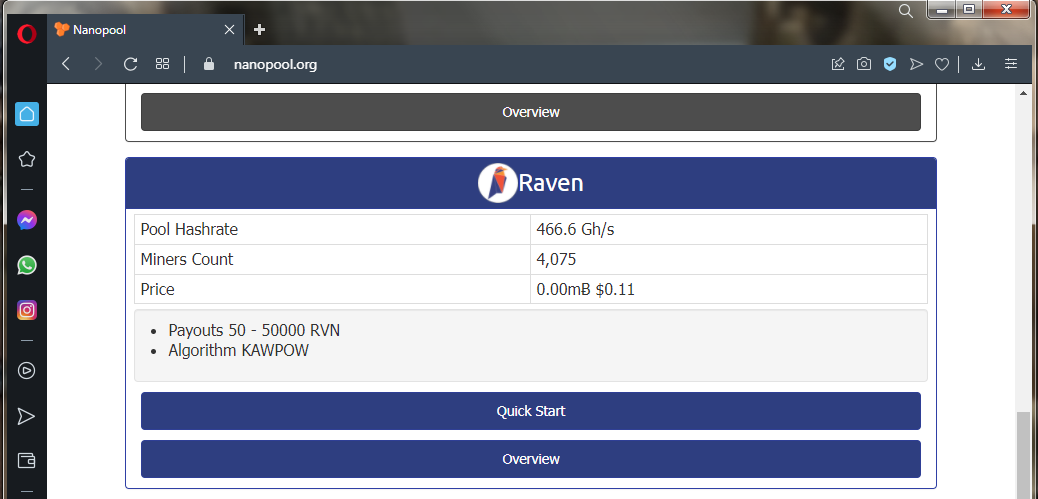 Nanopool
nanopool.org
Overview
Raven
Pool Hashrate 466.6 Gh/s
Miners Count 4,075
Price 0.00mɃ $0.11
Payouts 50 - 50000 RVN
Algorithm KAWPOW
Quick Start
Overview